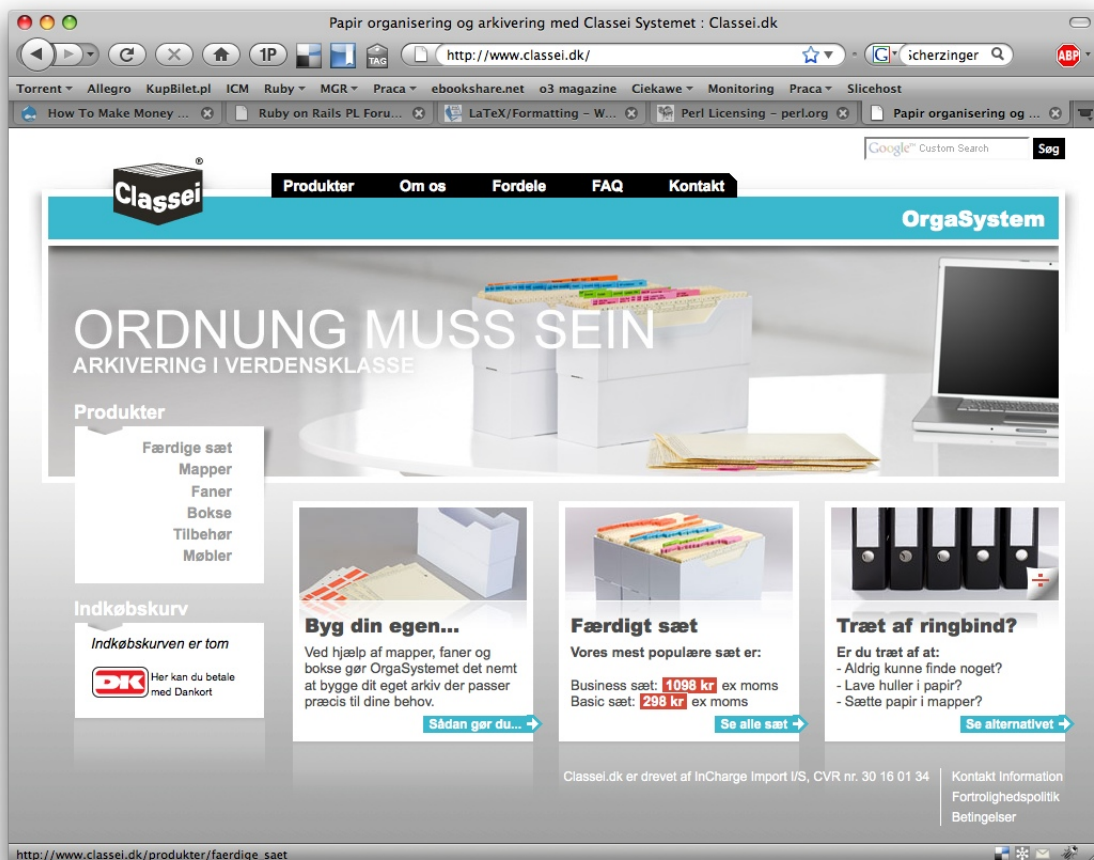 Papir organisering og arkivering med Classei Systemet : Classei.dk
1P
TAG
http://www.classei.dk/
G
Scherzinger
ABP
Torrent Allegro KupBilet.pl ICM Ruby MGR Praca ebookshare.net o3 magazine Ciekawe Monitoring Praca Slicehost
How To Make Money ...
Ruby on Rails PL Foru...
LaTeX/Formatting – W...
Perl Licensing – perl.org
Papir organisering og ...
Google™ Custom Search
Søg
Classei®
Produkter Om os Fordele FAQ Kontakt
OrgaSystem
ORDNUNG MUSS SEIN
ARKIVERING I VERDENSKLASSE
Produkter
Færdige sæt
Mapper
Faner
Bokse
Tilbehør
Møbler
Indkøbskurv
Indkøbskurven er tom
DK
Her kan du betale
med Dankort
Byg din egen...
Ved hjælp af mapper, faner og
bokse gør OrgaSystemet det nemt
at bygge dit eget arkiv der passer
præcis til dine behov.
Sådan gør du...
Færdigt sæt
Vores mest populære sæt er:
Business sæt: 1098 kr ex moms
Basic sæt: 298 kr ex moms
Se alle sæt
Træt af ringbind?
Er du træt af at:
- Aldrig kunne finde noget?
- Lave huller i papir?
- Sætte papir i mapper?
Se alternativet
Classei.dk er drevet af InCharge Import I/S, CVR nr. 30 16 01 34
Kontakt Information
Fortrolighedspolitik
Betingelser
http://www.classei.dk/produkter/faerdige_saet